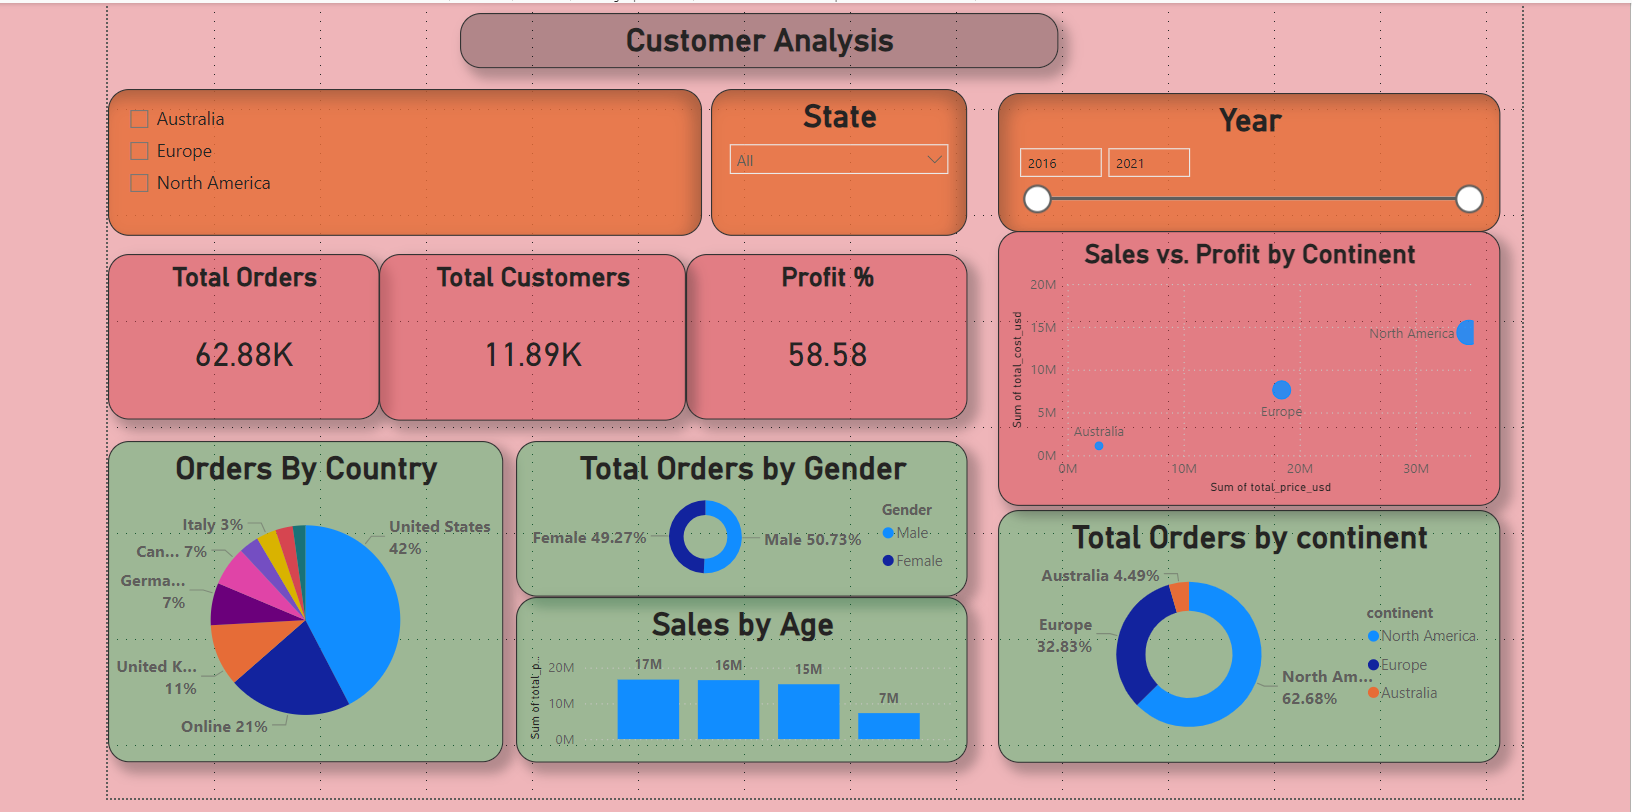 Customer Analysis
Australia
Europe
North America
State
All
Year
2016 2021
Total Orders
62.88K
Total Customers
11.89K
Profit %
58.58
Sales vs. Profit by Continent
Sum of total_cost_usd
20M
15M
10M
5M
0M
North America
Europe
Australia
0M 10M 20M 30M
Sum of total_price_usd
Orders By Country
Italy 3%
Can... 7%
Germa...
7%
United K...
11%
Online 21%
United States
42%
Total Orders by Gender
Female 49.27%
Male 50.73%
Gender
Male
Female
Sales by Age
Sum of total_p...
20M
10M
0M
17M 16M 15M 7M
Total Orders by continent
Australia 4.49%
Europe
32.83%
North Am...
62.68%
continent
North America
Europe
Australia